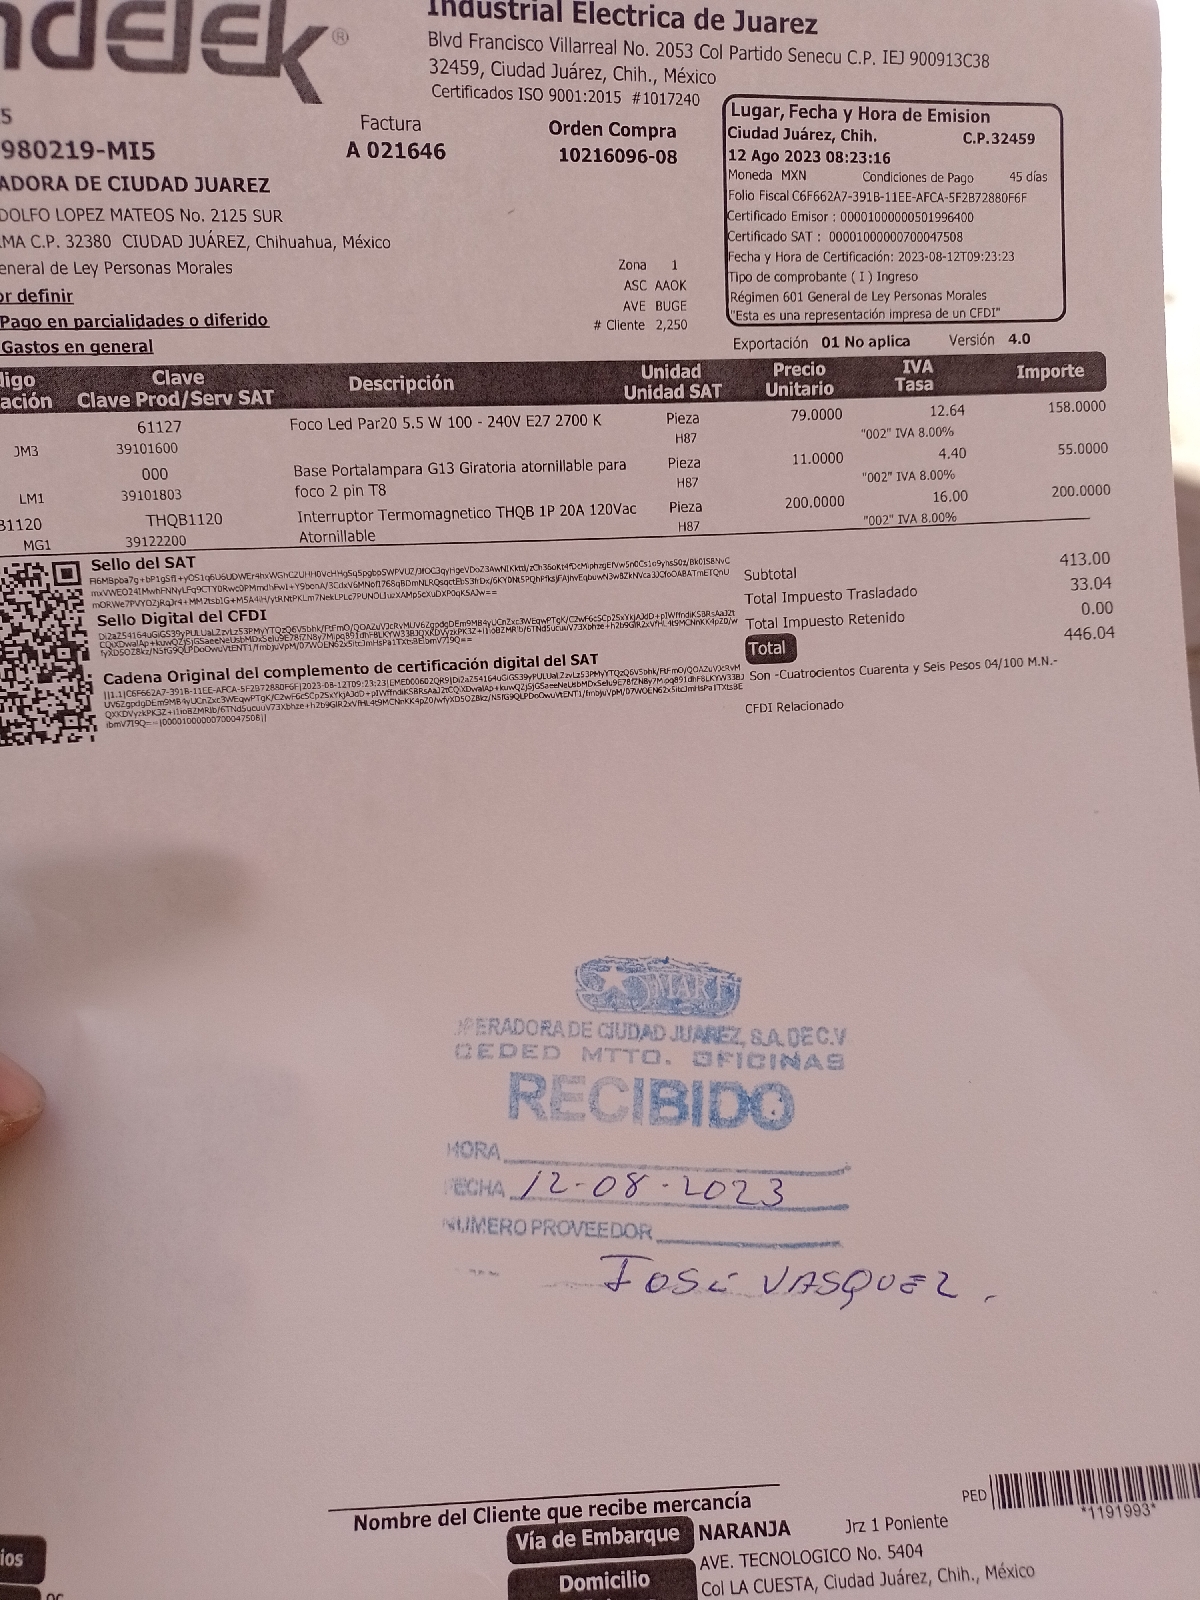 ndelek®
Industrial Electrica de Juarez
Blvd Francisco Villarreal No. 2053 Col Partido Senecu C.P. IEJ 900913C38
32459, Ciudad Juárez, Chih., México
Certificados ISO 9001:2015 #1017240
5
980219-MI5
ADORA DE CIUDAD JUAREZ
DOLFO LOPEZ MATEOS No. 2125 SUR
MA C.P. 32380 CIUDAD JUÁREZ, Chihuahua, México
eneral de Ley Personas Morales
or definir
Pago en parcialidades o diferido
Gastos en general
Factura
A 021646
Orden Compra
10216096-08
Zona 1
ASC AAOK
AVE BUGE
# Cliente 2,250
Lugar, Fecha y Hora de Emision
Ciudad Juárez, Chih. C.P.32459
12 Ago 2023 08:23:16
Moneda MXN Condiciones de Pago 45 días
Folio Fiscal C6F662A7-391B-11EE-AFCA-5F2B72880F6F
Certificado Emisor : 00001000000501996400
Certificado SAT : 00001000000700047508
Fecha y Hora de Certificación: 2023-08-12T09:23:23
Tipo de comprobante ( I ) Ingreso
Régimen 601 General de Ley Personas Morales
"Esta es una representación impresa de un CFDI"
Exportación 01 No aplica Versión 4.0
digo Clave Descripción Unidad Precio IVA Importe
ación Clave Prod/Serv SAT Unidad SAT Unitario Tasa
61127 Foco Led Par20 5.5 W 100 - 240V E27 2700 K Pieza 79.0000 12.64 158.0000
JM3 39101600 H87 "002" IVA 8.00%
000 Base Portalampara G13 Giratoria atornillable para Pieza 11.0000 4.40 55.0000
LM1 39101803 foco 2 pin T8 H87 "002" IVA 8.00%
B1120 THQB1120 Interruptor Termomagnetico THQB 1P 20A 120Vac Pieza 200.0000 16.00 200.0000
MG1 39122200 Atornillable H87 "002" IVA 8.00%
Sello del SAT
Sello Digital del CFDI
Cadena Original del complemento de certificación digital del SAT
Subtotal 413.00
Total Impuesto Trasladado 33.04
Total Impuesto Retenido 0.00
Total 446.04
Son -Cuatrocientos Cuarenta y Seis Pesos 04/100 M.N.-
CFDI Relacionado
SMART
OPERADORA DE CIUDAD JUAREZ, S.A. DE C.V
CEDED MTTO. OFICINAS
RECIBIDO
HORA
FECHA 12-08-2023
NUMERO PROVEEDOR
JOSÉ VASQUEZ.
Nombre del Cliente que recibe mercancía
PED
*1191993*
Vía de Embarque NARANJA Jrz 1 Poniente
Domicilio AVE. TECNOLOGICO No. 5404
Col LA CUESTA, Ciudad Juárez, Chih., México
ios